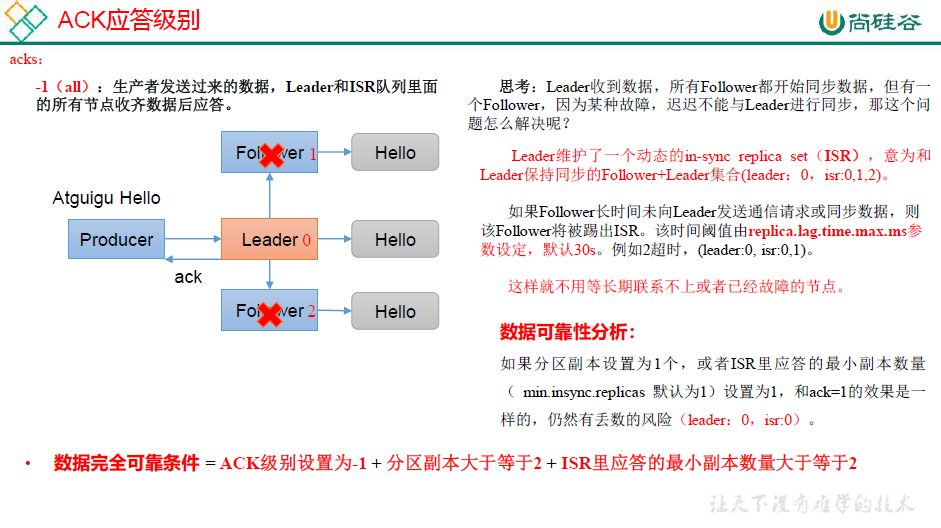 ACK应答级别
尚硅谷
acks：
-1（all）：生产者发送过来的数据，Leader和ISR队列里面
的所有节点收齐数据后应答。
Follower 1
Hello
Atguigu Hello
Producer
Leader 0
Hello
ack
Follower 2
Hello
思考：Leader收到数据，所有Follower都开始同步数据，但有一
个Follower，因为某种故障，迟迟不能与Leader进行同步，那这个问
题怎么解决呢？
Leader维护了一个动态的in-sync replica set（ISR），意为和
Leader保持同步的Follower+Leader集合(leader：0，isr:0,1,2)。
如果Follower长时间未向Leader发送通信请求或同步数据，则
该Follower将被踢出ISR。该时间阈值由replica.lag.time.max.ms参
数设定，默认30s。例如2超时，(leader:0, isr:0,1)。
这样就不用等长期联系不上或者已经故障的节点。
数据可靠性分析：
如果分区副本设置为1个，或者ISR里应答的最小副本数量
（ min.insync.replicas 默认为1）设置为1，和ack=1的效果是一
样的，仍然有丢数的风险（leader：0，isr:0）。
• 数据完全可靠条件 = ACK级别设置为-1 + 分区副本大于等于2 + ISR里应答的最小副本数量大于等于2
让天下没有难学的技术